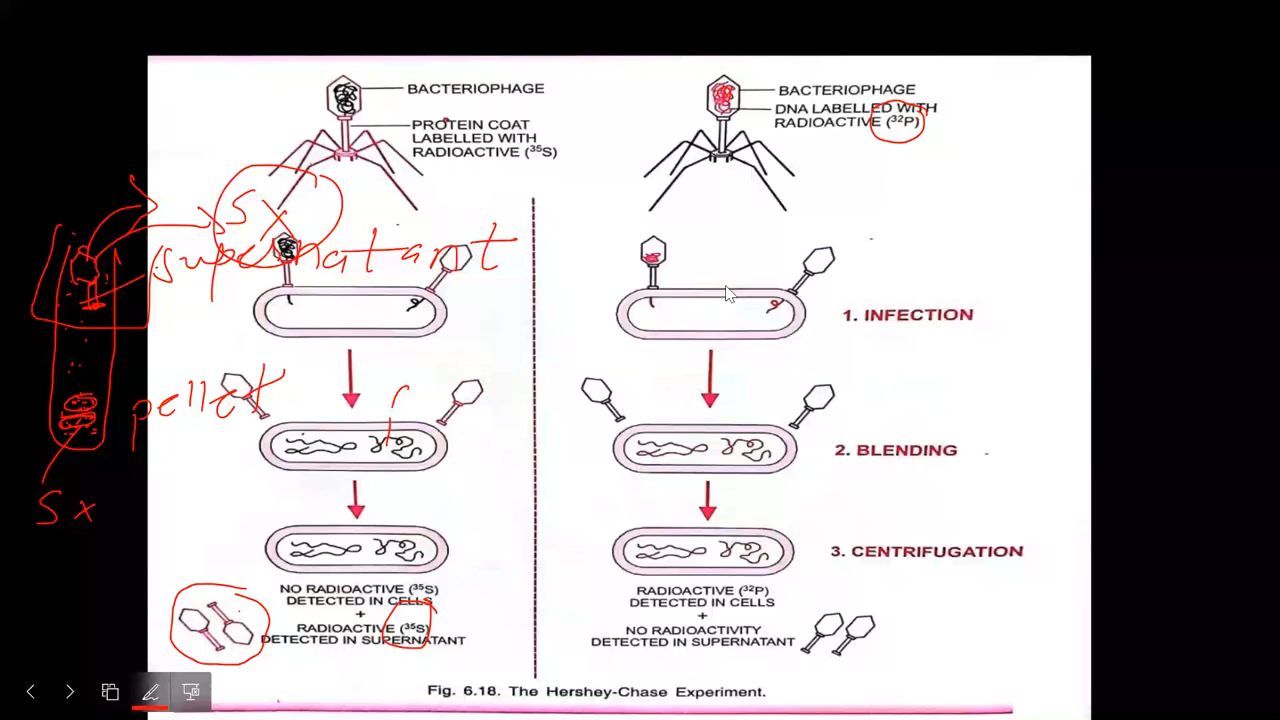 BACTERIOPHAGE
PROTEIN COAT
LABELLED WITH
RADIOACTIVE (³⁵S)
BACTERIOPHAGE
DNA LABELLED WITH
RADIOACTIVE (³²P)
S x
supernatant
1. INFECTION
pellet
2. BLENDING
S x
3. CENTRIFUGATION
NO RADIOACTIVE (³⁵S)
DETECTED IN CELLS
+
RADIOACTIVE (³⁵S)
DETECTED IN SUPERNATANT
RADIOACTIVE (³²P)
DETECTED IN CELLS
+
NO RADIOACTIVITY
DETECTED IN SUPERNATANT
Fig. 6.18. The Hershey-Chase Experiment.